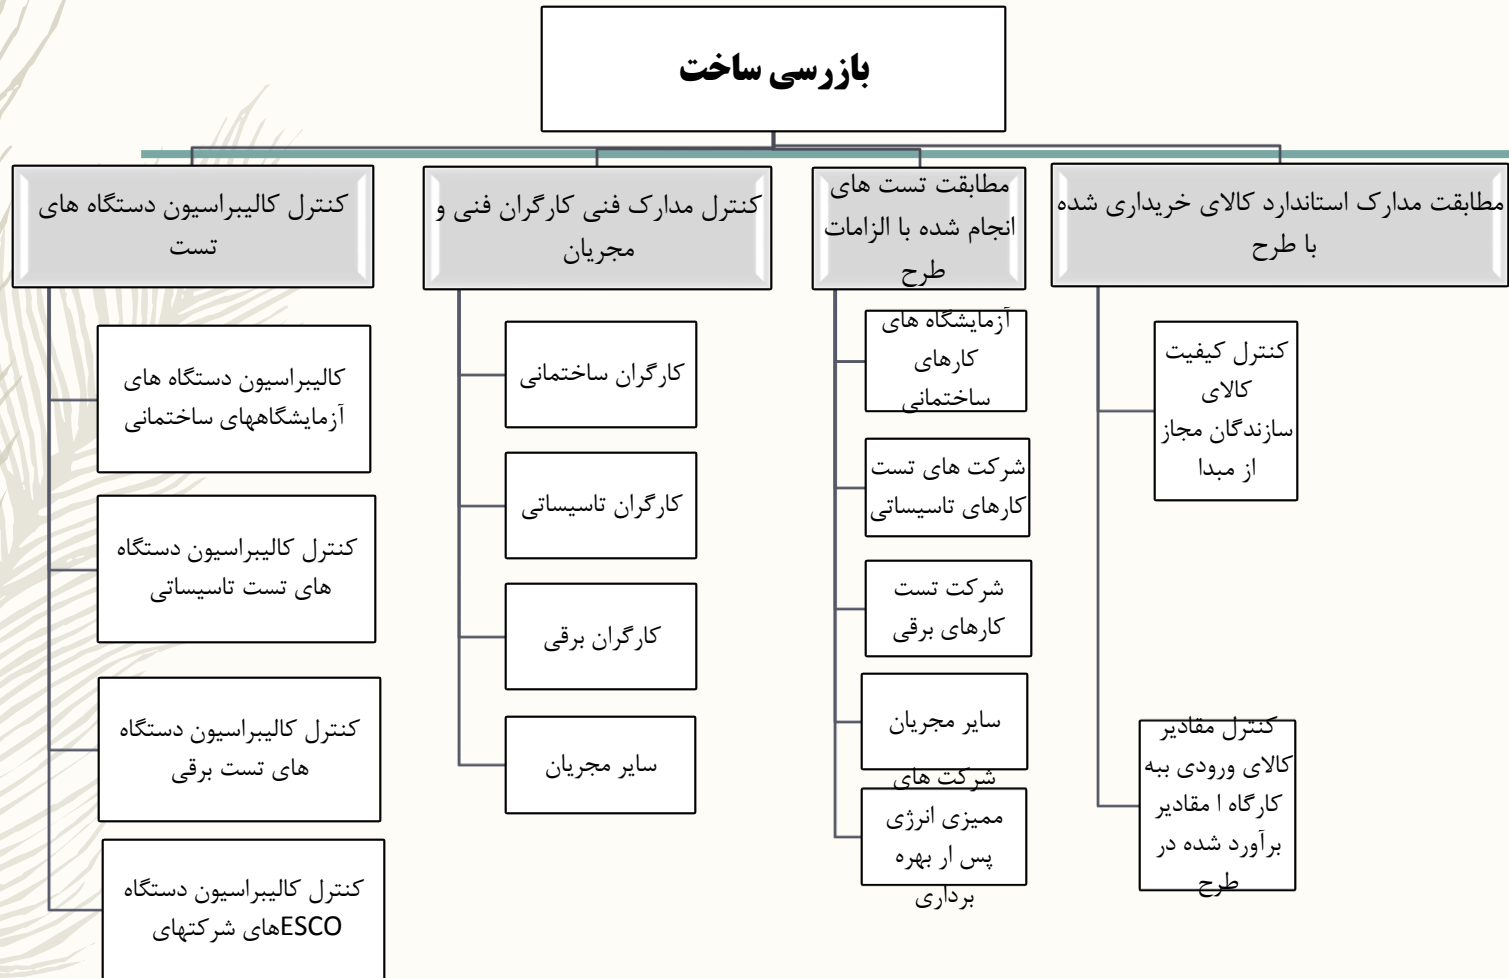 بازرسی ساخت
مطابقت مدارک استاندارد کالای خریداری شده
با طرح
کنترل کیفیت
کالای
سازندگان مجاز
از مبدا
کنترل مقادیر
کالای ورودی ببه
کارگاه ا مقادیر
برآورد شده در
طرح
مطابقت تست های
انجام شده با الزامات
طرح
آزمایشگاه های
کارهای
ساختمانی
شرکت های تست
کارهای تاسیساتی
شرکت تست
کارهای برقی
سایر مجریان
شرکت های
ممیزی انرژی
پس ار بهره
برداری
کنترل مدارک فنی کارگران فنی و
مجریان
کارگران ساختمانی
کارگران تاسیساتی
کارگران برقی
سایر مجریان
کنترل کالیبراسیون دستگاه های
تست
کالیبراسیون دستگاه های
آزمایشگاههای ساختمانی
کنترل کالیبراسیون دستگاه
های تست تاسیساتی
کنترل کالیبراسیون دستگاه
های تست برقی
کنترل کالیبراسیون دستگاه
ESCOهای شرکتهای